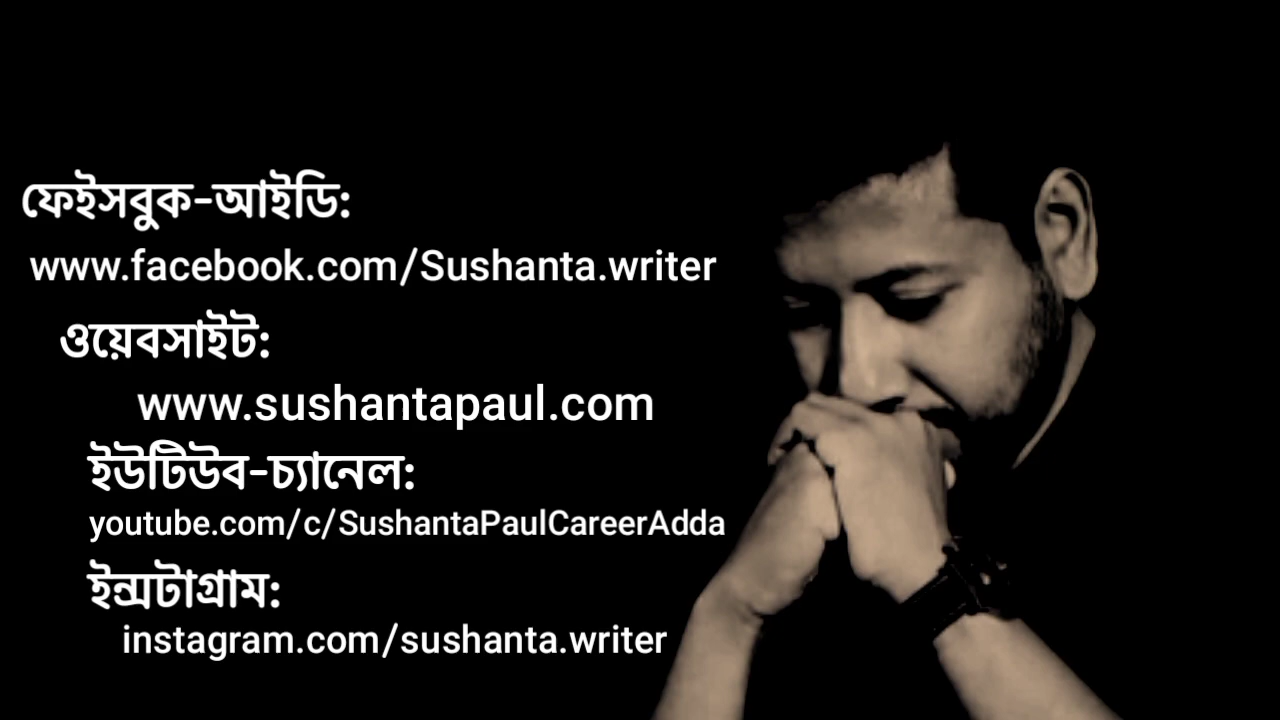 ফেইসবুক-আইডি:
www.facebook.com/Sushanta.writer
ওয়েবসাইট:
www.sushantapaul.com
ইউটিউব-চ্যানেল:
youtube.com/c/SushantaPaulCareerAdda
ইন্সটাগ্রাম:
instagram.com/sushanta.writer